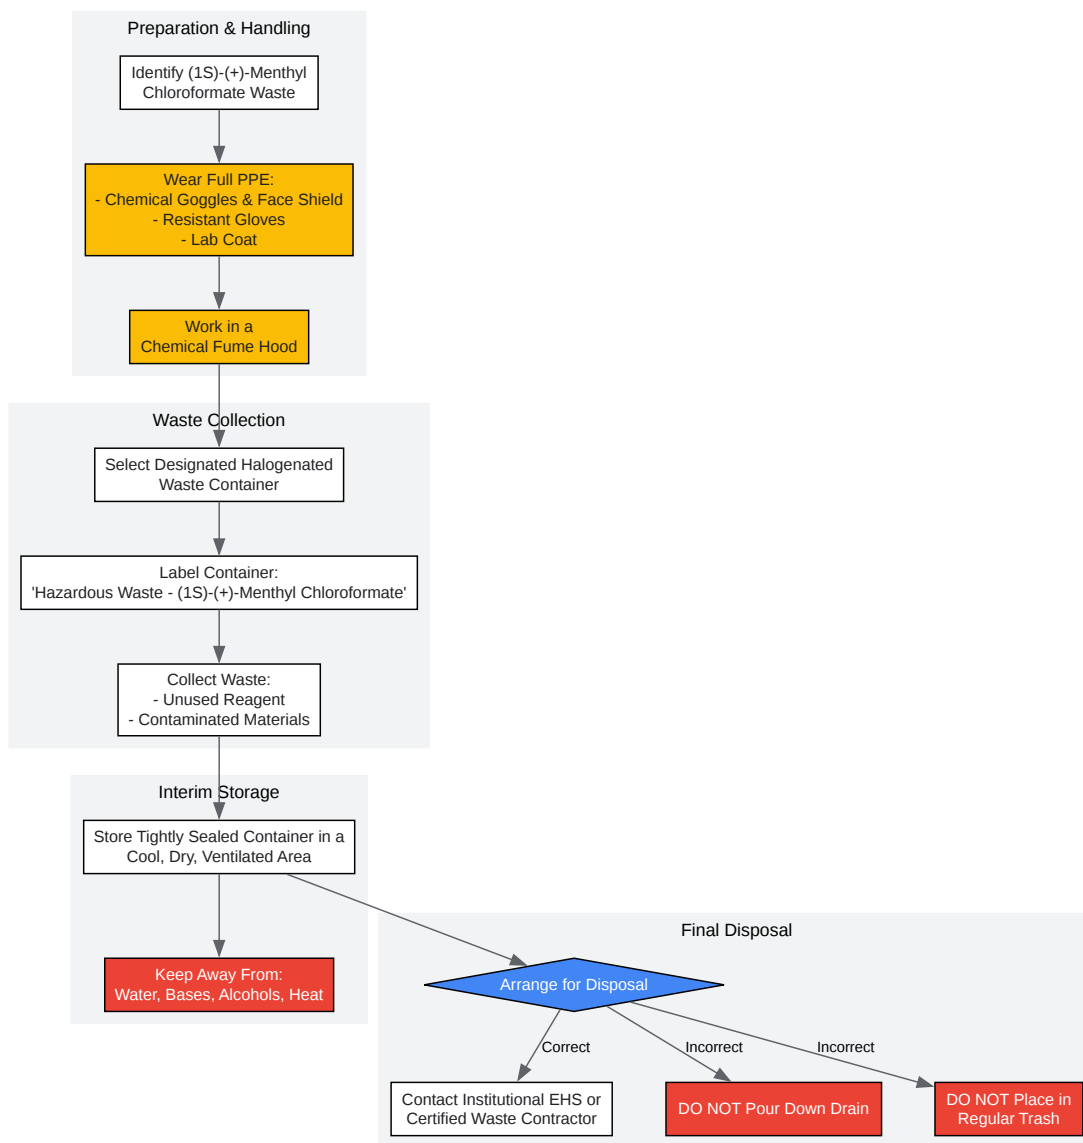 Preparation & Handling
Identify (1S)-(+)-Menthyl
Chloroformate Waste
Wear Full PPE:
- Chemical Goggles & Face Shield
- Resistant Gloves
- Lab Coat
Work in a
Chemical Fume Hood
Waste Collection
Select Designated Halogenated
Waste Container
Label Container:
'Hazardous Waste - (1S)-(+)-Menthyl Chloroformate'
Collect Waste:
- Unused Reagent
- Contaminated Materials
Interim Storage
Store Tightly Sealed Container in a
Cool, Dry, Ventilated Area
Keep Away From:
Water, Bases, Alcohols, Heat
Final Disposal
Arrange for Disposal
Correct
Incorrect
Incorrect
Contact Institutional EHS or
Certified Waste Contractor
DO NOT Pour Down Drain
DO NOT Place in
Regular Trash